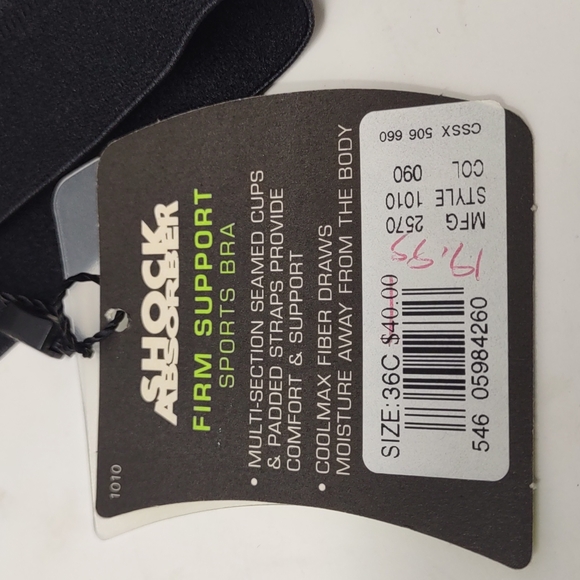 SHOCK
ABSORBER
FIRM SUPPORT
SPORTS BRA
• MULTI-SECTION SEAMED CUPS
& PADDED STRAPS PROVIDE
COMFORT & SUPPORT
• COOLMAX FIBER DRAWS
MOISTURE AWAY FROM THE BODY
1010
CSSX 506 660
COL 090
STYLE 1010
MFG 2570
19.99
SIZE:36C $40.00
546 05984260